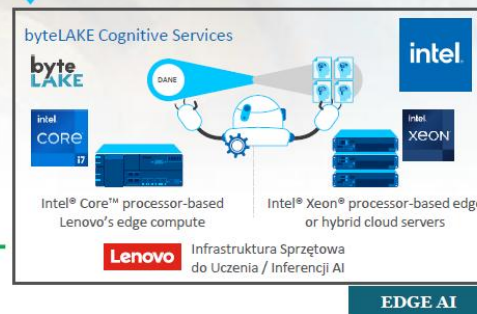 byteLAKE Cognitive Services
byte
LAKE
DANE
intel
intel
CORE
i7
intel
XEON
Intel® Core™ processor-based
Lenovo's edge compute
Intel® Xeon® processor-based edge
or hybrid cloud servers
Lenovo
Infrastruktura Sprzętowa
do Uczenia / Inferencji AI
EDGE AI